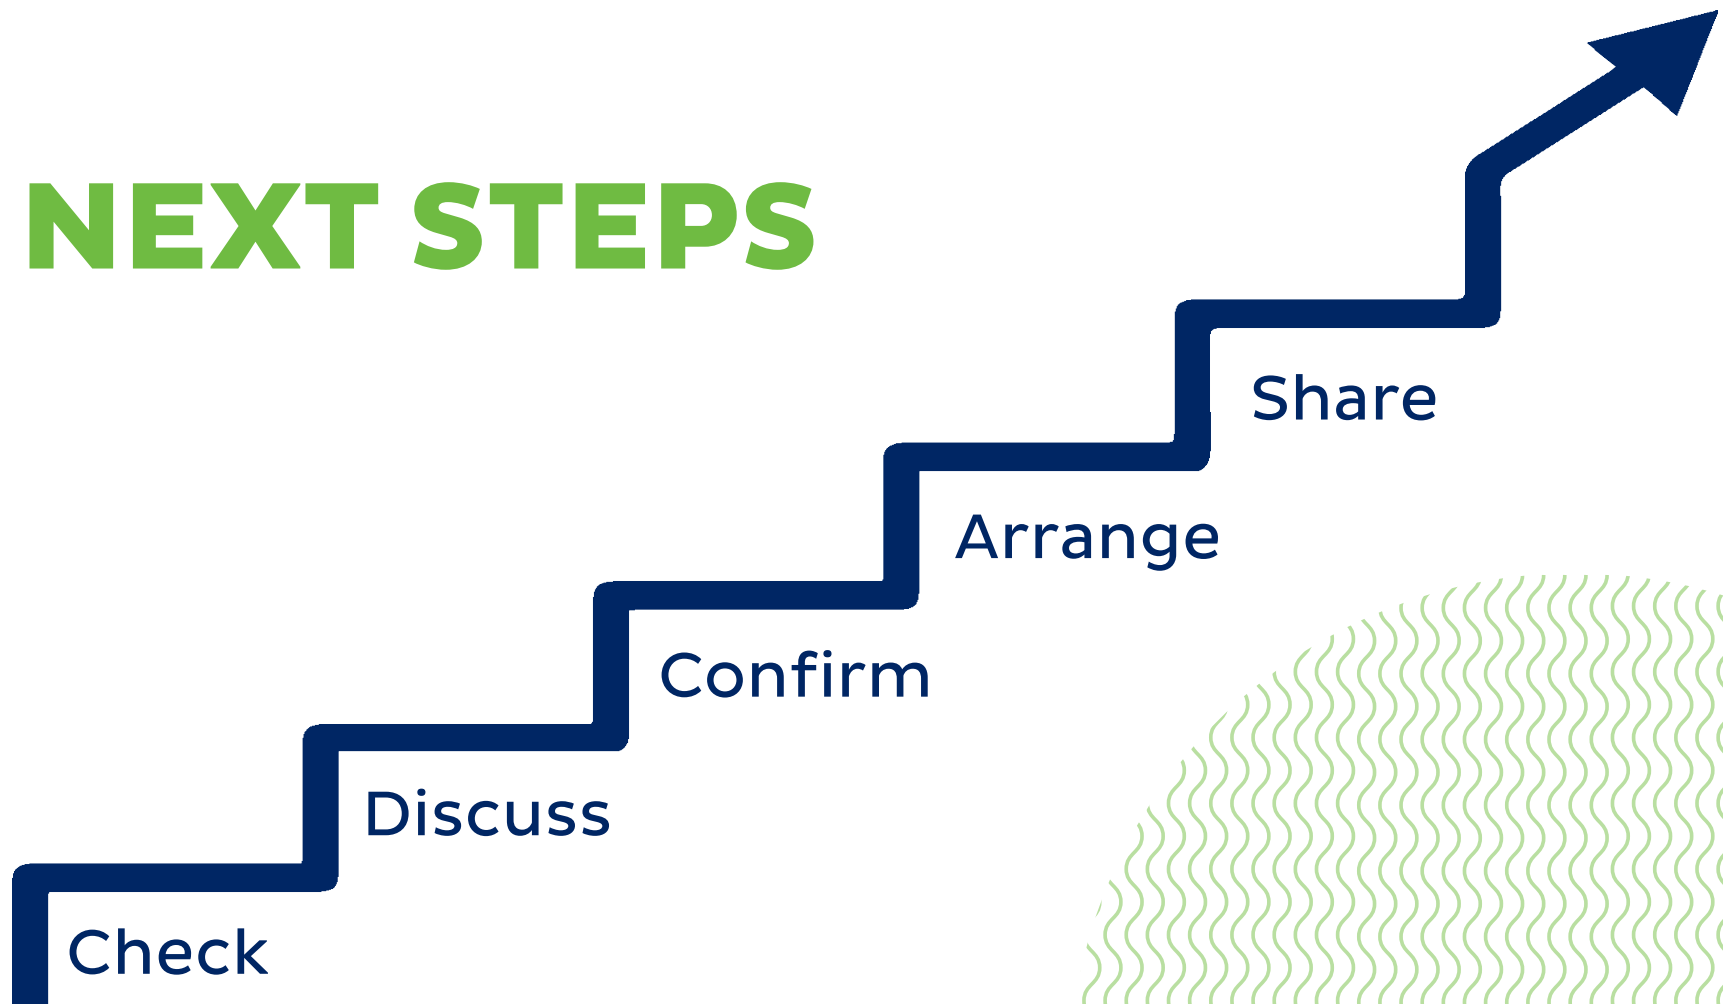 NEXT STEPS
Share
Arrange
Confirm
Discuss
Check